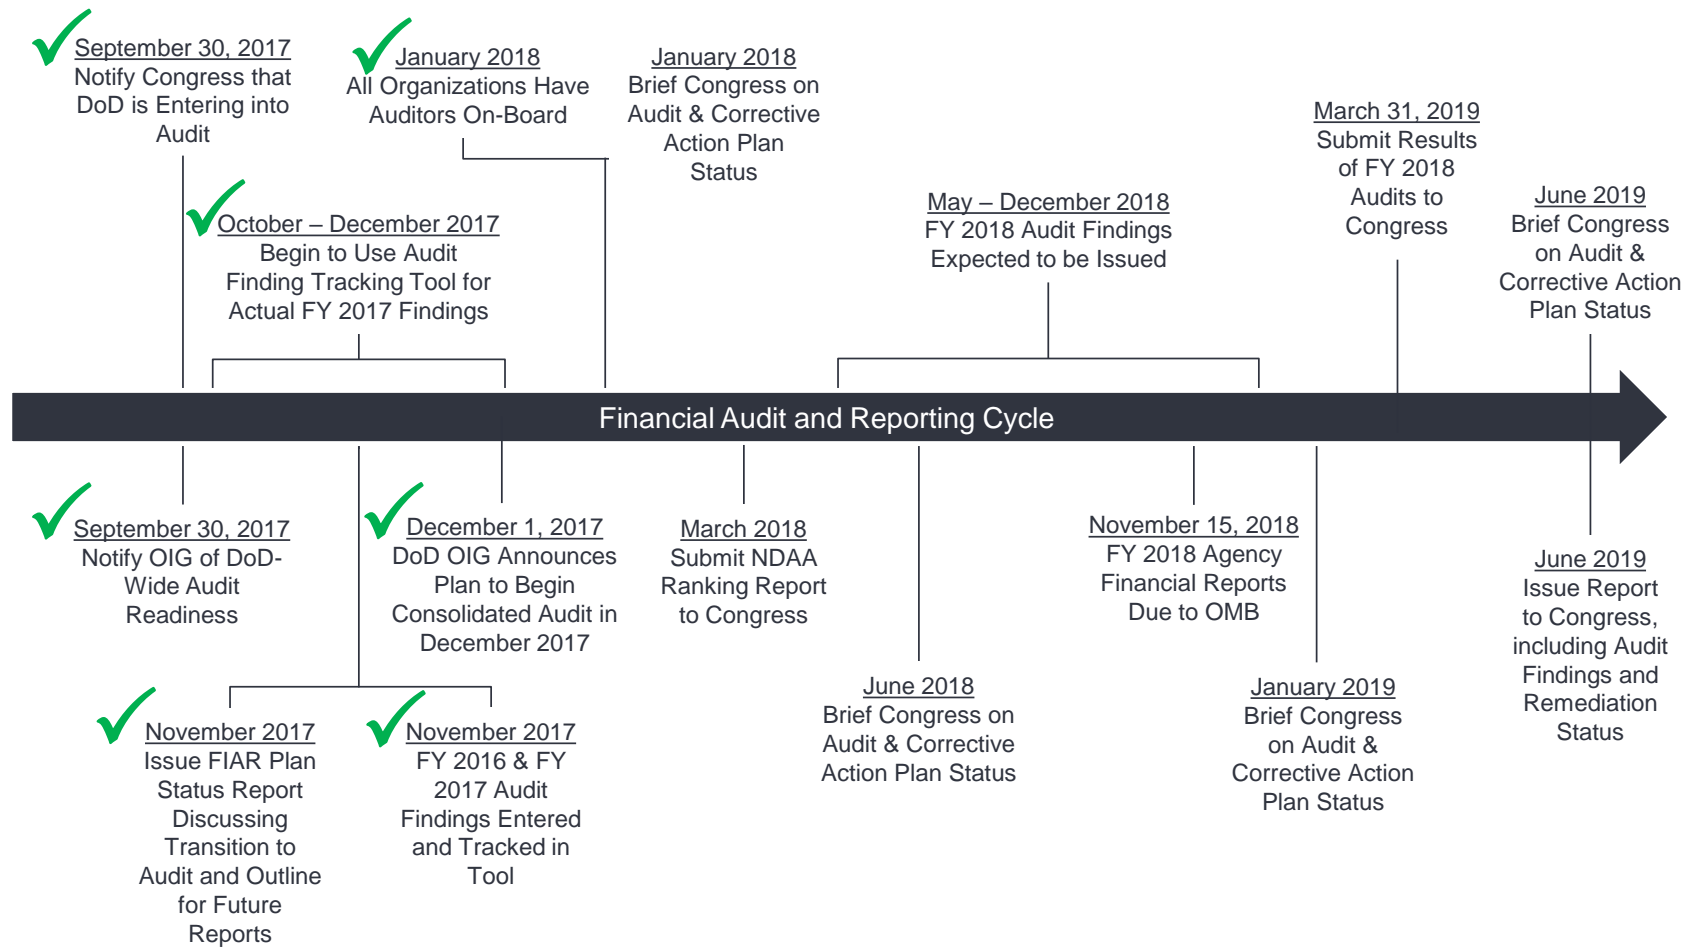 September 30, 2017
Notify Congress that
DoD is Entering into
Audit
January 2018
All Organizations Have
Auditors On-Board
January 2018
Brief Congress on
Audit & Corrective
Action Plan
Status
October – December 2017
Begin to Use Audit
Finding Tracking Tool for
Actual FY 2017 Findings
May – December 2018
FY 2018 Audit Findings
Expected to be Issued
March 31, 2019
Submit Results
of FY 2018
Audits to
Congress
June 2019
Brief Congress
on Audit &
Corrective Action
Plan Status
Financial Audit and Reporting Cycle
September 30, 2017
Notify OIG of DoD-
Wide Audit
Readiness
December 1, 2017
DoD OIG Announces
Plan to Begin
Consolidated Audit in
December 2017
March 2018
Submit NDAA
Ranking Report
to Congress
November 15, 2018
FY 2018 Agency
Financial Reports
Due to OMB
June 2019
Issue Report
to Congress,
including Audit
Findings and
Remediation
Status
November 2017
Issue FIAR Plan
Status Report
Discussing
Transition to
Audit and Outline
for Future
Reports
November 2017
FY 2016 & FY
2017 Audit
Findings Entered
and Tracked in
Tool
June 2018
Brief Congress on
Audit & Corrective
Action Plan Status
January 2019
Brief Congress
on Audit &
Corrective Action
Plan Status